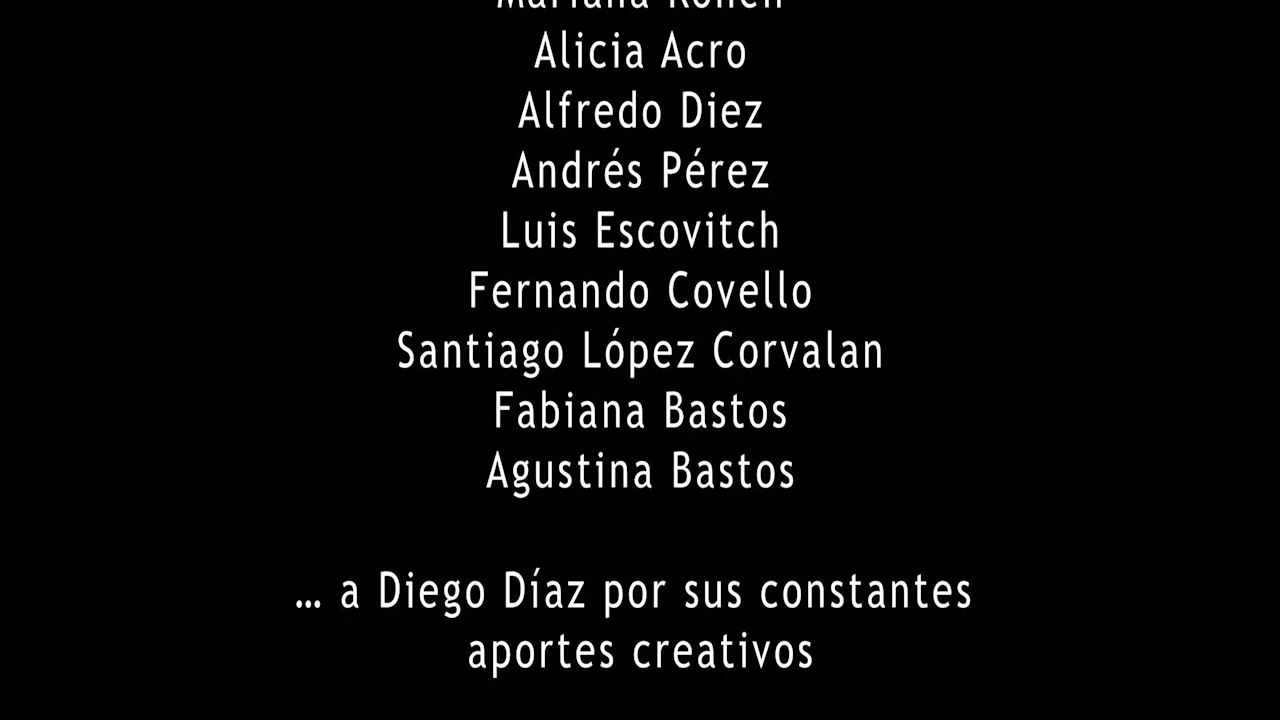 Mariana
Alicia Acro
Alfredo Diez
Andrés Pérez
Luis Escovitch
Fernando Covello
Santiago López Corvalan
Fabiana Bastos
Agustina Bastos
... a Diego Díaz por sus constantes
aportes creativos